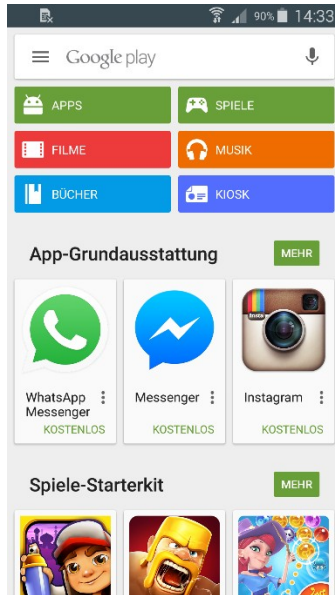 90% 14:33
Google play
APPS SPIELE
FILME MUSIK
BÜCHER KIOSK
App-Grundausstattung MEHR
WhatsApp Messenger Instagram
Messenger
KOSTENLOS KOSTENLOS KOSTENLOS
Spiele-Starterkit MEHR